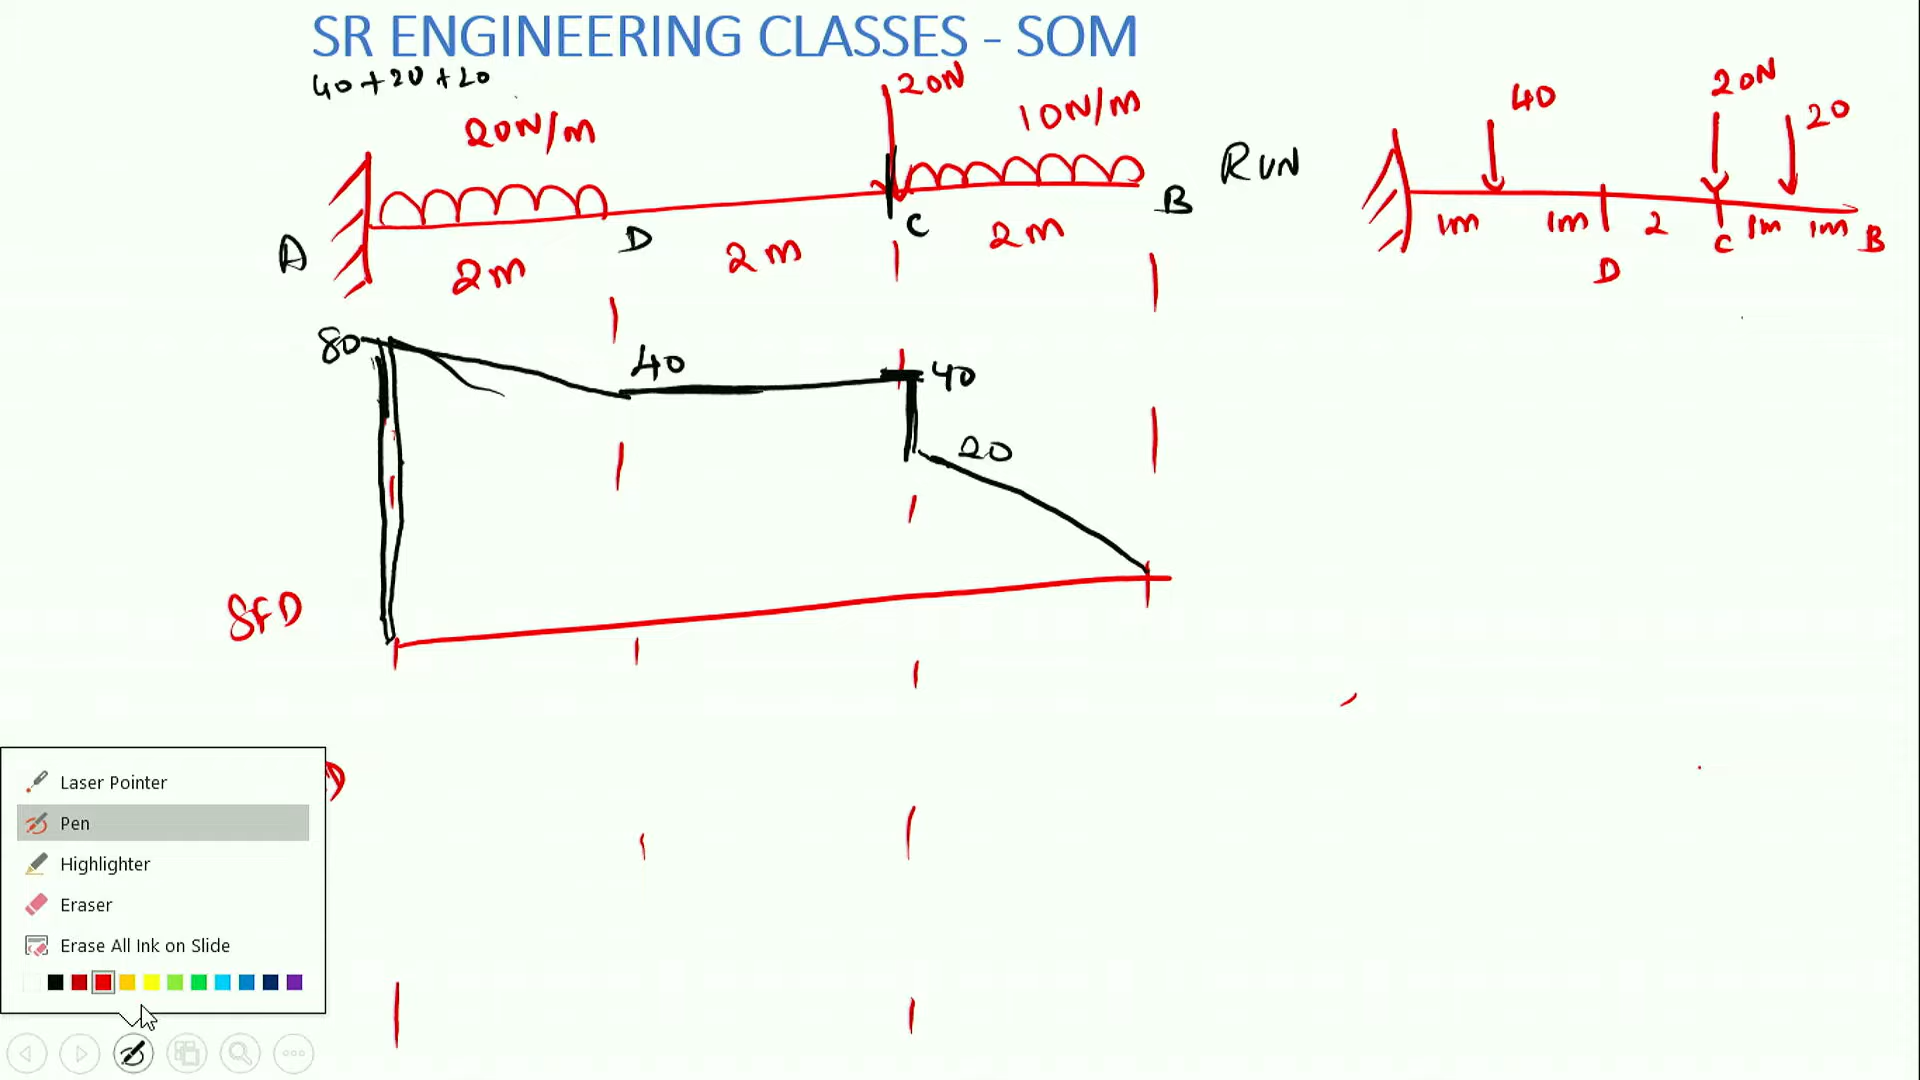 SR ENGINEERING CLASSES - SOM
40+20+20
20N/m
20N
10N/m
RUN
40
20N
20
A
D
C
B
2m
2m
2m
1m
1m
2
C
1m
1m
B
D
80
40
40
20
SFD
D
Laser Pointer
Pen
Highlighter
Eraser
Erase All Ink on Slide